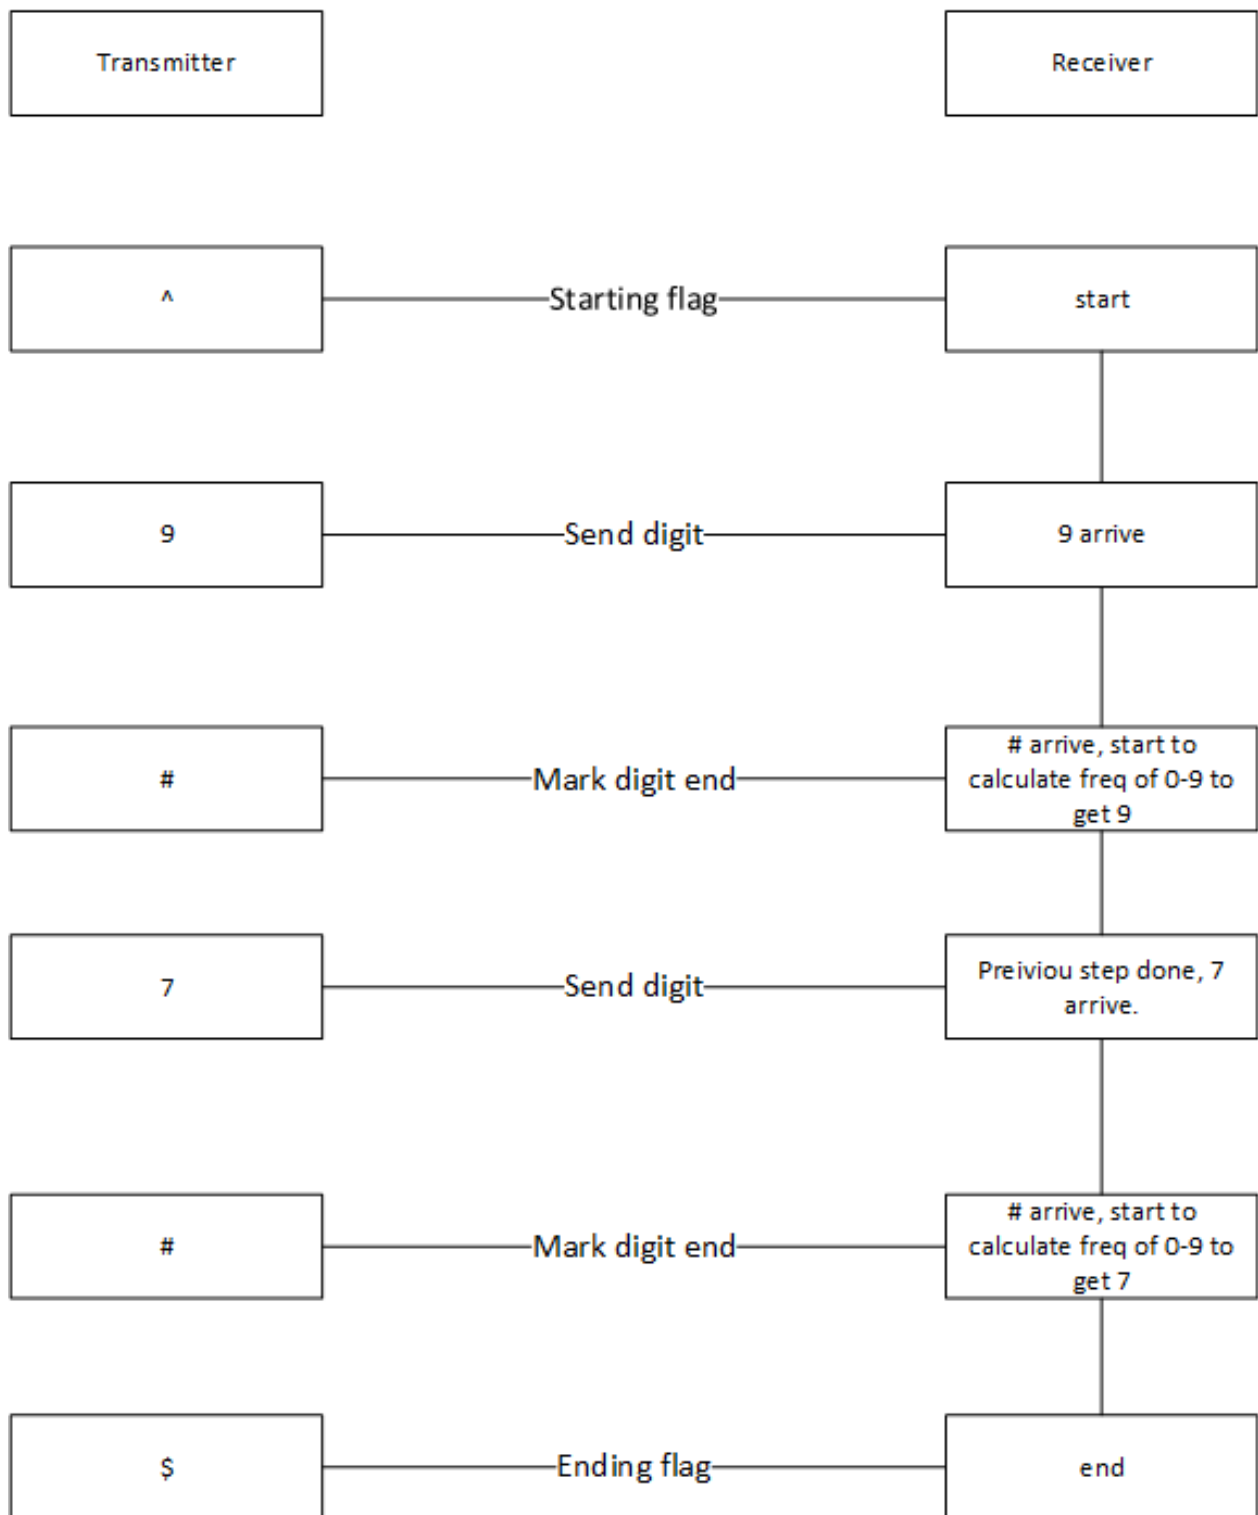 Transmitter
Receiver
^
Starting flag
start
9
Send digit
9 arrive
#
Mark digit end
# arrive, start to
calculate freq of 0-9 to
get 9
7
Send digit
Preiviou step done, 7
arrive.
#
Mark digit end
# arrive, start to
calculate freq of 0-9 to
get 7
$
Ending flag
end